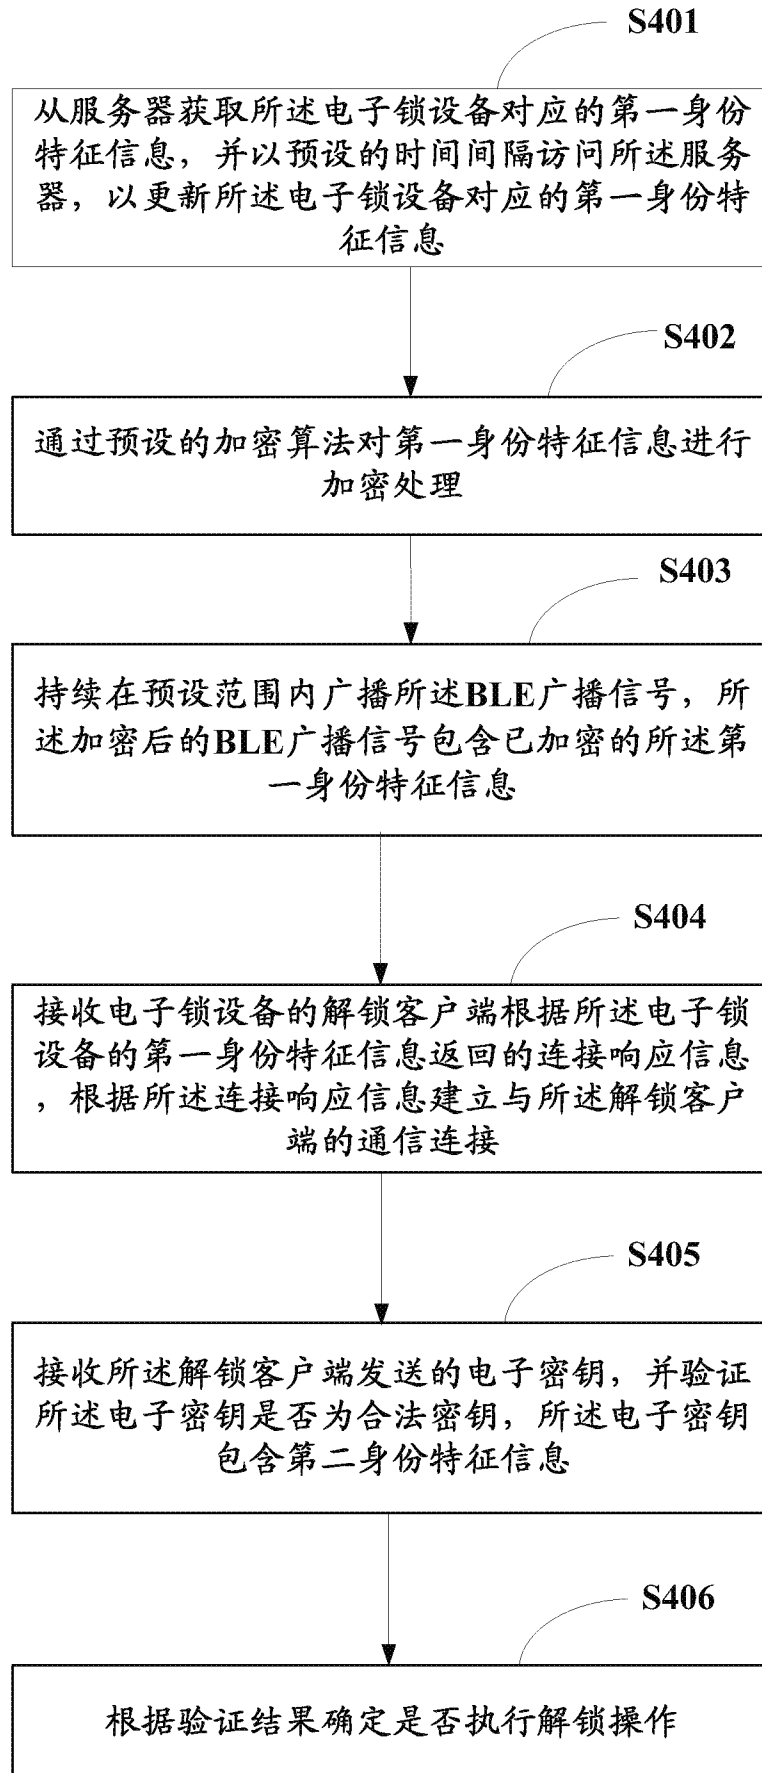 S401
从服务器获取所述电子锁设备对应的第一身份
特征信息，并以预设的时间间隔访问所述服务
器，以更新所述电子锁设备对应的第一身份特
征信息
S402
通过预设的加密算法对第一身份特征信息进行
加密处理
S403
持续在预设范围内广播所述BLE广播信号，所
述加密后的BLE广播信号包含已加密的所述第
一身份特征信息
S404
接收电子锁设备的解锁客户端根据所述电子锁
设备的第一身份特征信息返回的连接响应信息
，根据所述连接响应信息建立与所述解锁客户
端的通信连接
S405
接收所述解锁客户端发送的电子密钥，并验证
所述电子密钥是否为合法密钥，所述电子密钥
包含第二身份特征信息
S406
根据验证结果确定是否执行解锁操作